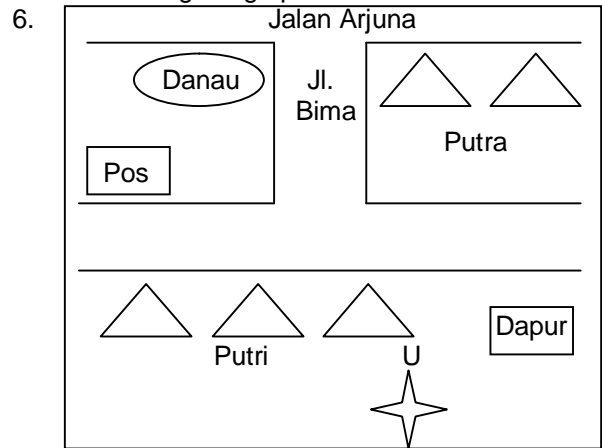 6.
Jalan Arjuna
Danau
Jl.
Bima
Putra
Pos
Dapur
Putri
U